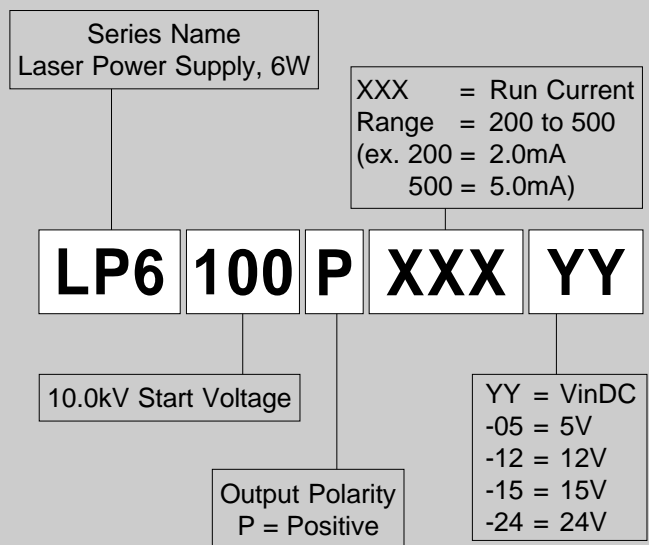 Series Name
Laser Power Supply, 6W
XXX = Run Current
Range = 200 to 500
(ex. 200 = 2.0mA
500 = 5.0mA)
LP6 100 P XXX YY
10.0kV Start Voltage
YY = VinDC
-05 = 5V
-12 = 12V
-15 = 15V
-24 = 24V
Output Polarity
P = Positive